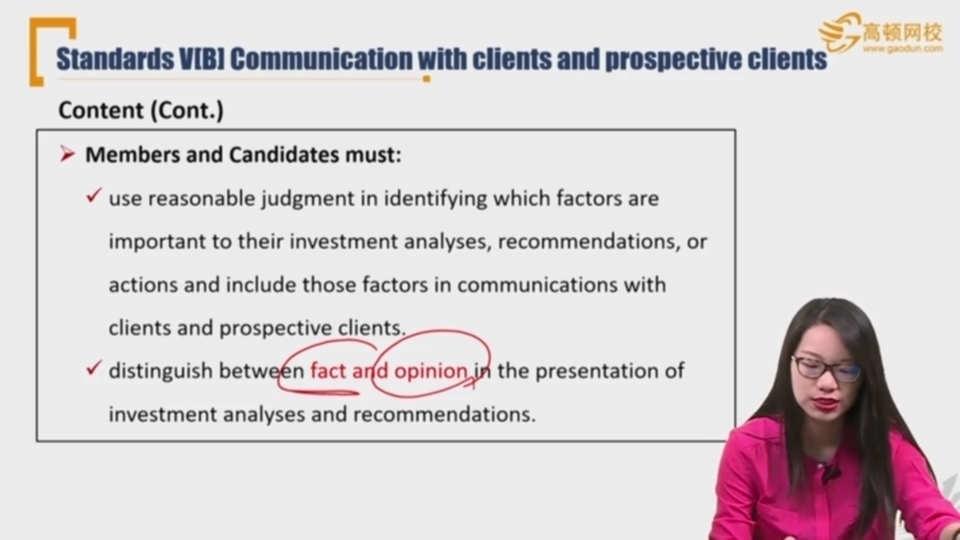 高顿网校
www.gaodun.com
Standards V[B] Communication with clients and prospective clients
Content (Cont.)
Members and Candidates must:
use reasonable judgment in identifying which factors are
important to their investment analyses, recommendations, or
actions and include those factors in communications with
clients and prospective clients.
distinguish between fact and opinion in the presentation of
investment analyses and recommendations.